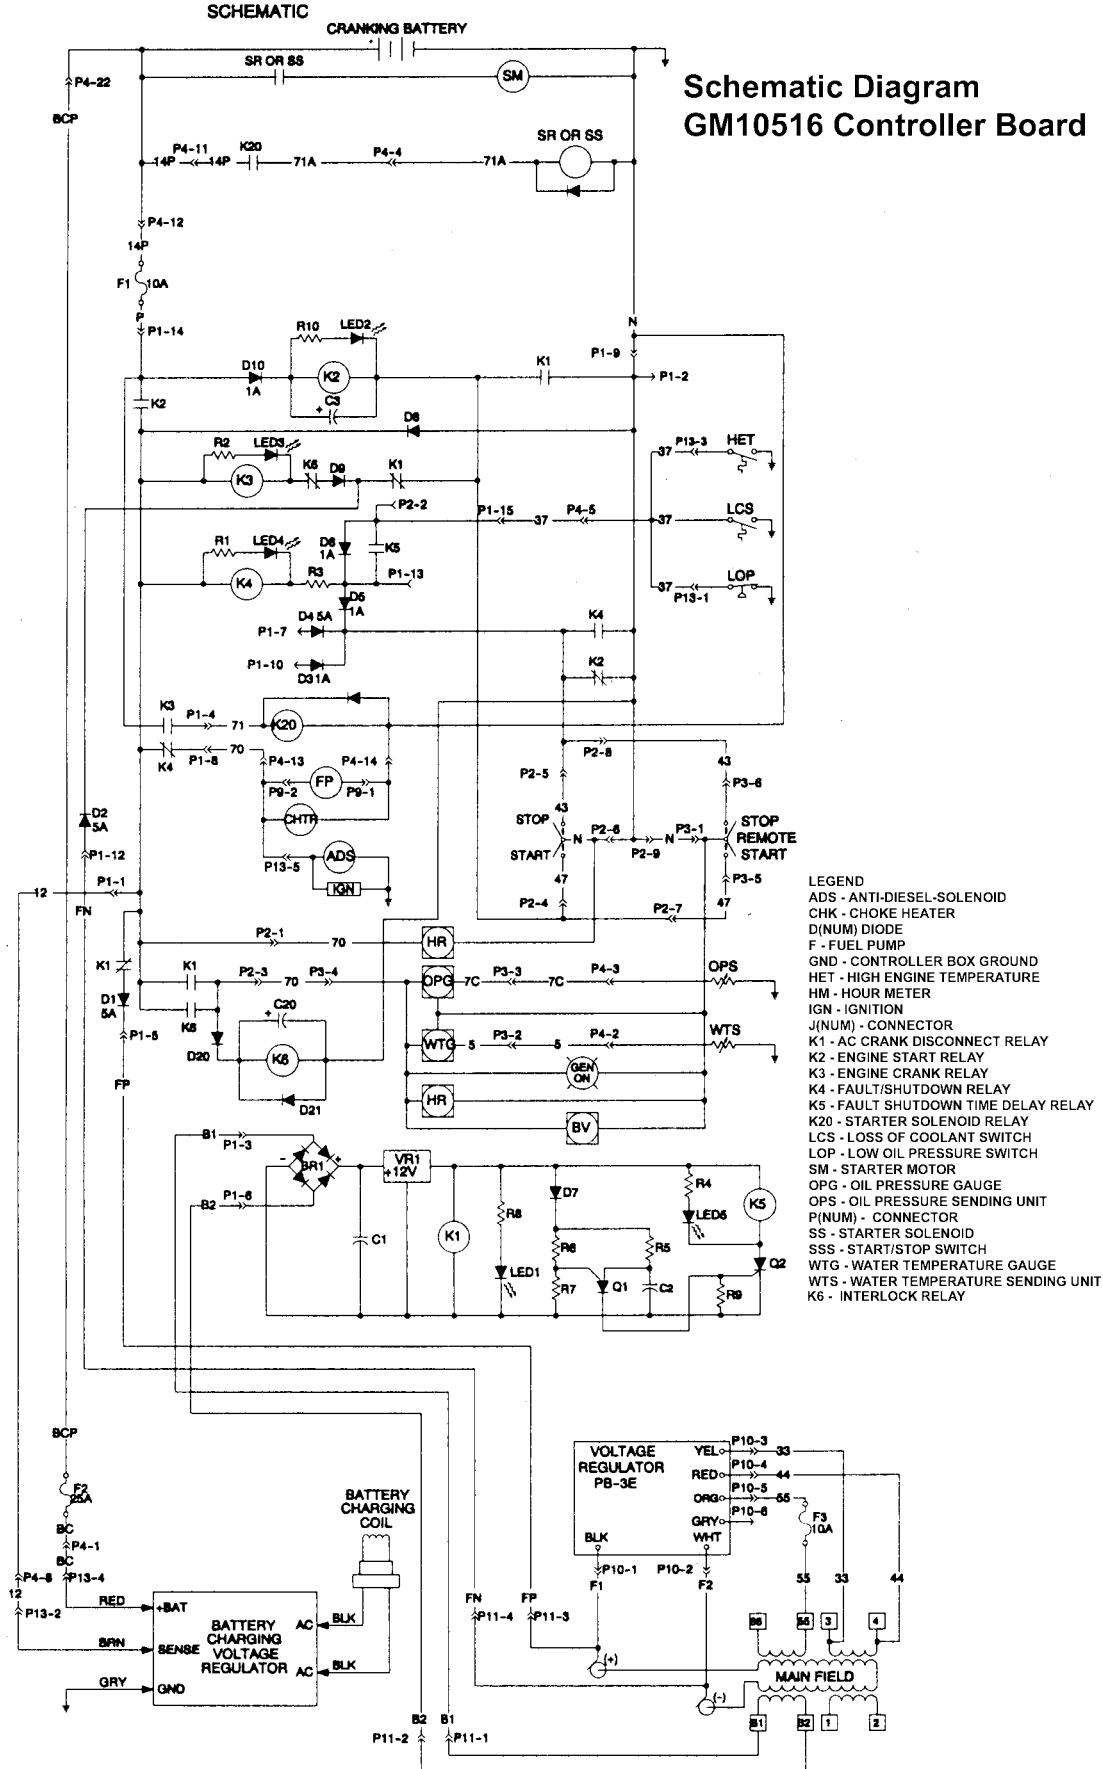 SCHEMATIC
CRANKING BATTERY
+
SR OR SS
SM
Schematic Diagram
GM10516 Controller Board
P4-22
BCP
SR OR SS
P4-11
K20
P4-4
14P
14P
71A
71A
P4-12
14P
F1
10A
P
P1-14
R10
LED2
N
P1-9
K1
D10
1A
K2
P1-2
+
C3
K2
D8
R2
LED3
K6
D9
K1
K3
37
P13-3
HET
P2-2
P1-15
37
P4-5
37
LCS
R1
LED4
D6
1A
K5
K4
R3
P1-13
37
P13-1
LOP
D5
1A
P1-7
D4 5A
K4
P1-10
D3 1A
K2
K3
P1-4
71
K20
K4
P1-8
70
P4-13
P4-14
P9-2
FP
P9-1
CHTR
P13-5
ADS
IGN
P2-8
P2-5
43
43
P3-6
STOP
START
N
P2-6
P2-9
N
P3-1
STOP
REMOTE
START
47
P2-4
P2-7
P3-5
47
D2
5A
P1-12
12
P1-1
FN
P2-1
70
HR
K1
D1
5A
P1-5
FP
K1
K6
P2-3
70
P3-4
OPG
7C
P3-3
7C
P4-3
OPS
+
C20
D20
K6
D21
WTG
5
P3-2
5
P4-2
WTS
GEN
ON
HR
BV
LEGEND
ADS - ANTI-DIESEL-SOLENOID
CHK - CHOKE HEATER
D(NUM) DIODE
F - FUEL PUMP
GND - CONTROLLER BOX GROUND
HET - HIGH ENGINE TEMPERATURE
HM - HOUR METER
IGN - IGNITION
J(NUM) - CONNECTOR
K1 - AC CRANK DISCONNECT RELAY
K2 - ENGINE START RELAY
K3 - ENGINE CRANK RELAY
K4 - FAULT/SHUTDOWN RELAY
K5 - FAULT SHUTDOWN TIME DELAY RELAY
K20 - STARTER SOLENOID RELAY
LCS - LOSS OF COOLANT SWITCH
LOP - LOW OIL PRESSURE SWITCH
SM - STARTER MOTOR
OPG - OIL PRESSURE GAUGE
OPS - OIL PRESSURE SENDING UNIT
P(NUM) - CONNECTOR
SS - STARTER SOLENOID
SSS - START/STOP SWITCH
WTG - WATER TEMPERATURE GAUGE
WTS - WATER TEMPERATURE SENDING UNIT
K6 - INTERLOCK RELAY
B1
P1-3
-
BR1
+
VR1
+12V
B2
P1-6
C1
K1
R8
LED1
D7
R6
R7
R5
Q1
C2
R4
LED5
K5
Q2
R9
BCP
F2
25A
BC
P4-1
BC
P4-8
P13-4
12
P13-2
RED
BRN
GRY
+BAT
SENSE
GND
BATTERY
CHARGING
VOLTAGE
REGULATOR
AC
AC
BLK
BLK
BATTERY
CHARGING
COIL
VOLTAGE
REGULATOR
PB-3E
YEL
RED
ORG
GRY
BLK
WHT
P10-3
33
P10-4
44
P10-5
55
P10-6
F3
10A
P10-1
F1
P10-2
F2
55
33
44
FN
P11-4
FP
P11-3
66
55
3
4
(+)
MAIN FIELD
(-)
B2
P11-2
B1
P11-1
B1
B2
1
2